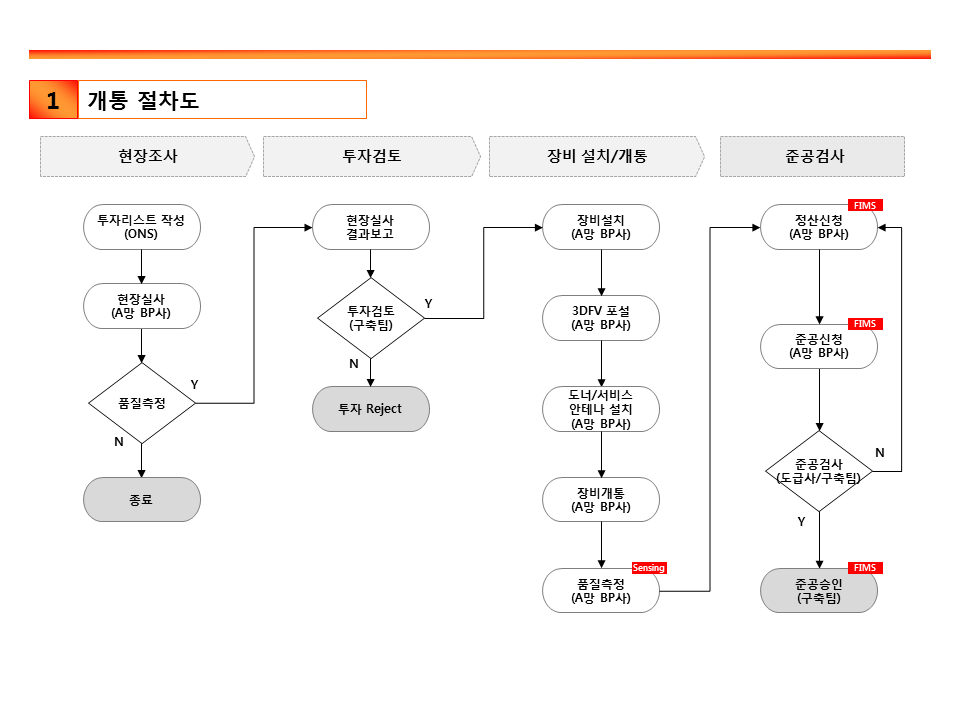 1
개통 절차도
현장조사
투자검토
장비 설치/개통
준공검사
투자리스트 작성
(ONS)
현장실사
(A망 BP사)
품질측정
Y
N
종료
현장실사
결과보고
투자검토
(구축팀)
Y
N
투자 Reject
장비설치
(A망 BP사)
3DFV 포설
(A망 BP사)
도너/서비스
안테나 설치
(A망 BP사)
장비개통
(A망 BP사)
Sensing
품질측정
(A망 BP사)
FIMS
정산신청
(A망 BP사)
FIMS
준공신청
(A망 BP사)
준공검사
(도급사/구축팀)
N
Y
FIMS
준공승인
(구축팀)